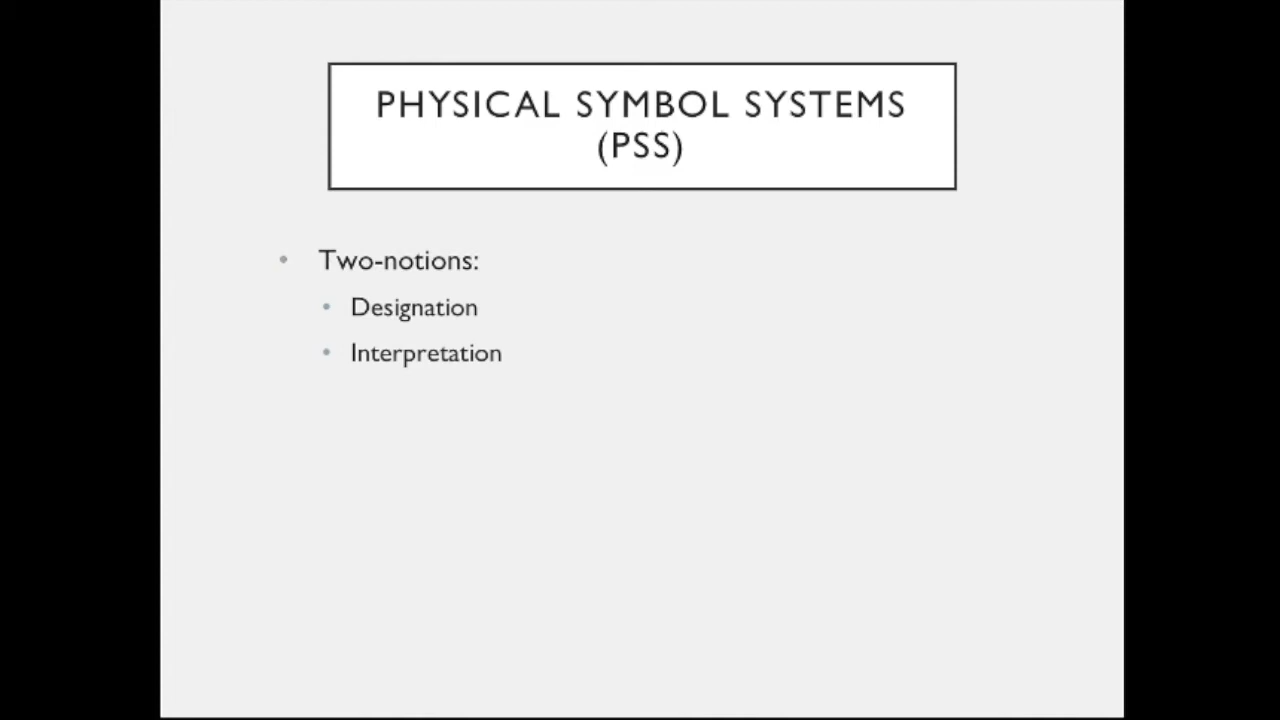 PHYSICAL SYMBOL SYSTEMS
(PSS)
• Two-notions:
• Designation
• Interpretation